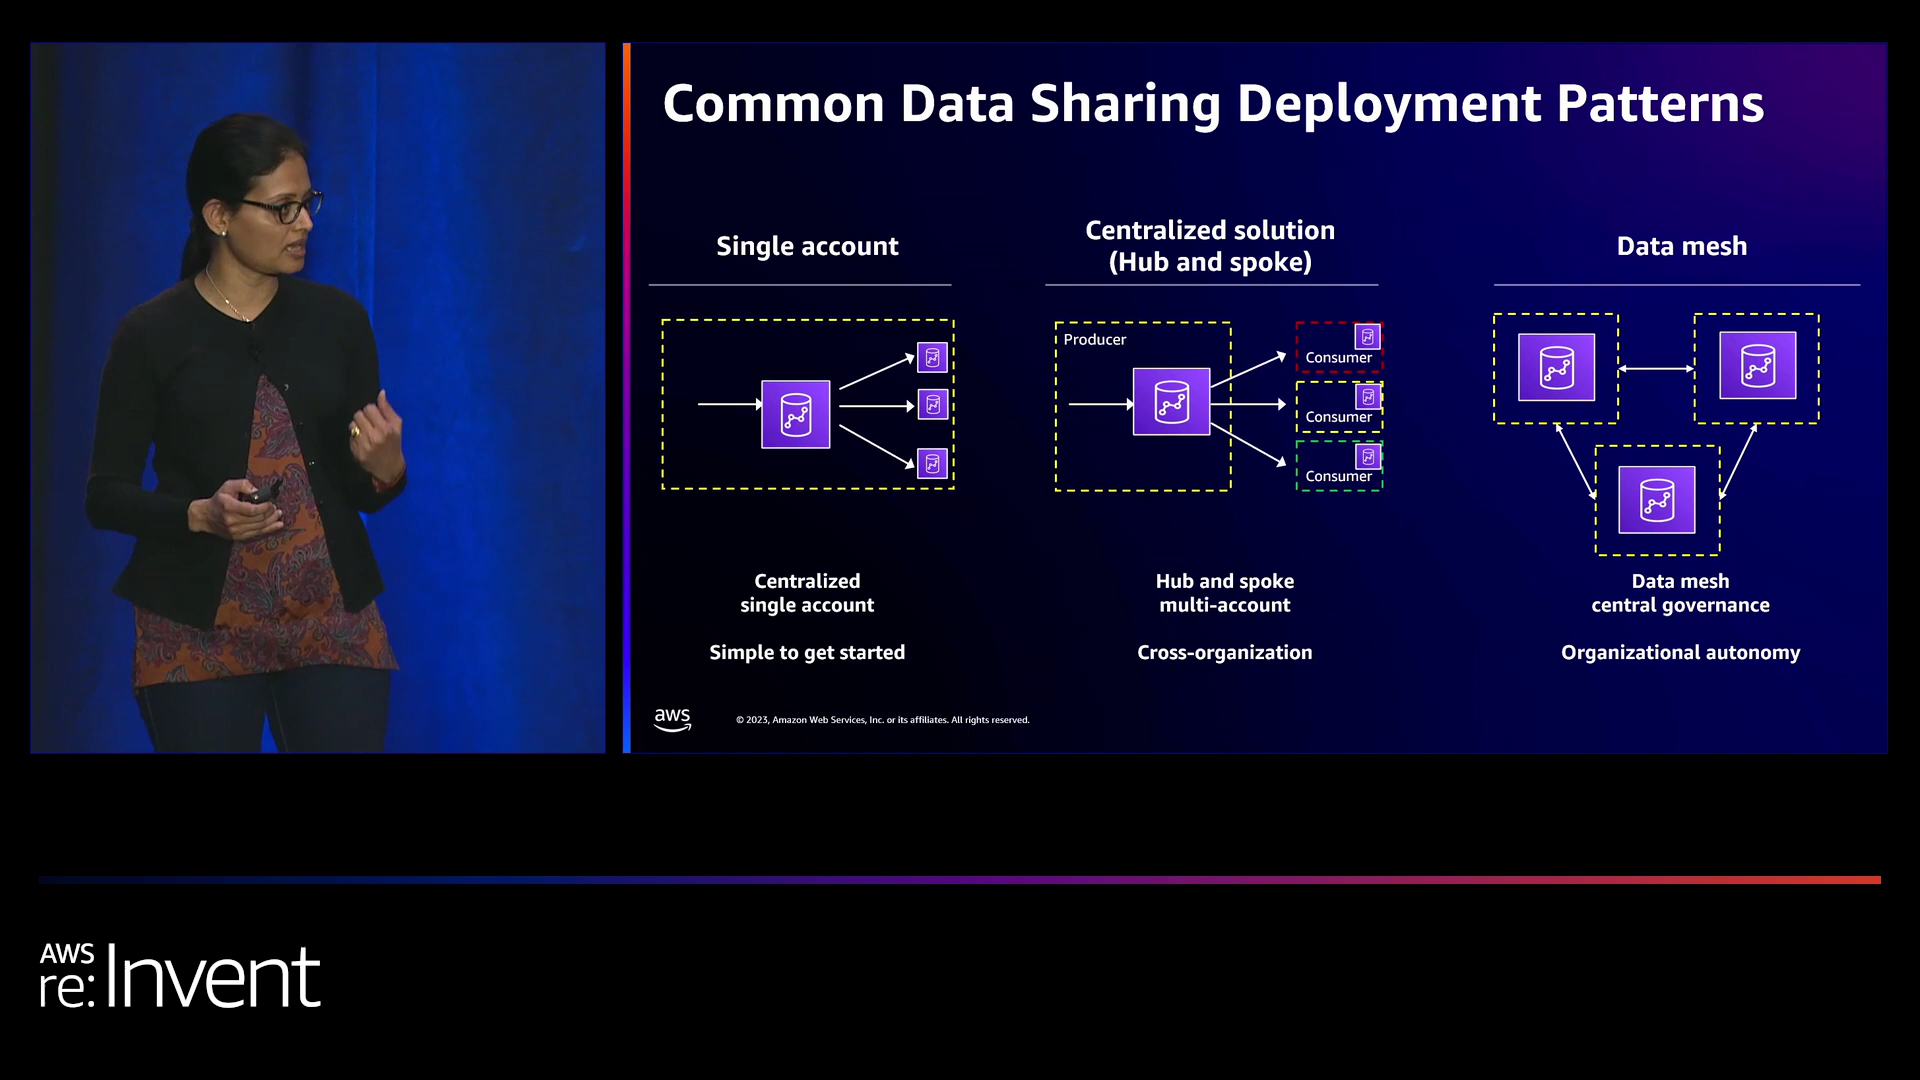 Common Data Sharing Deployment Patterns
Single account
Centralized solution
(Hub and spoke)
Data mesh
Producer
Consumer
Consumer
Consumer
Centralized
single account
Simple to get started
Hub and spoke
multi-account
Cross-organization
Data mesh
central governance
Organizational autonomy
aws
© 2023, Amazon Web Services, Inc. or its affiliates. All rights reserved.
AWS
re:Invent